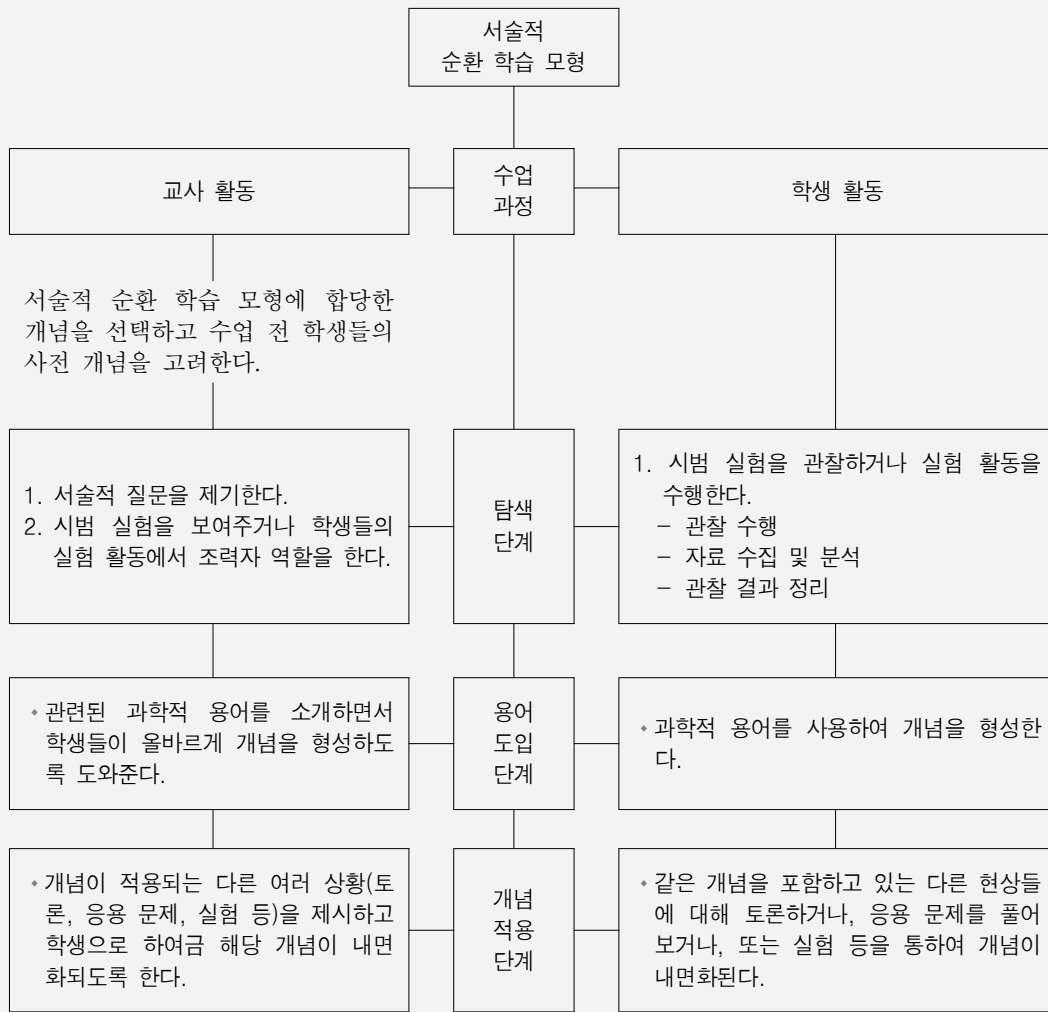 서술적
순환 학습 모형
교사 활동
수업
과정
학생 활동
서술적 순환 학습 모형에 합당한
개념을 선택하고 수업 전 학생들의
사전 개념을 고려한다.
1. 서술적 질문을 제기한다.
2. 시범 실험을 보여주거나 학생들의
실험 활동에서 조력자 역할을 한다.
탐색
단계
1. 시범 실험을 관찰하거나 실험 활동을
수행한다.
- 관찰 수행
- 자료 수집 및 분석
- 관찰 결과 정리
• 관련된 과학적 용어를 소개하면서
학생들이 올바르게 개념을 형성하도
록 도와준다.
용어
도입
단계
• 과학적 용어를 사용하여 개념을 형성한
다.
• 개념이 적용되는 다른 여러 상황(토
론, 응용 문제, 실험 등)을 제시하고
학생으로 하여금 해당 개념이 내면
화되도록 한다.
개념
적용
단계
• 같은 개념을 포함하고 있는 다른 현상들
에 대해 토론하거나, 응용 문제를 풀어
보거나, 또는 실험 등을 통하여 개념이
내면화된다.